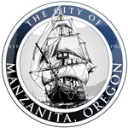 THE CITY OF
MANZANITA, OREGON